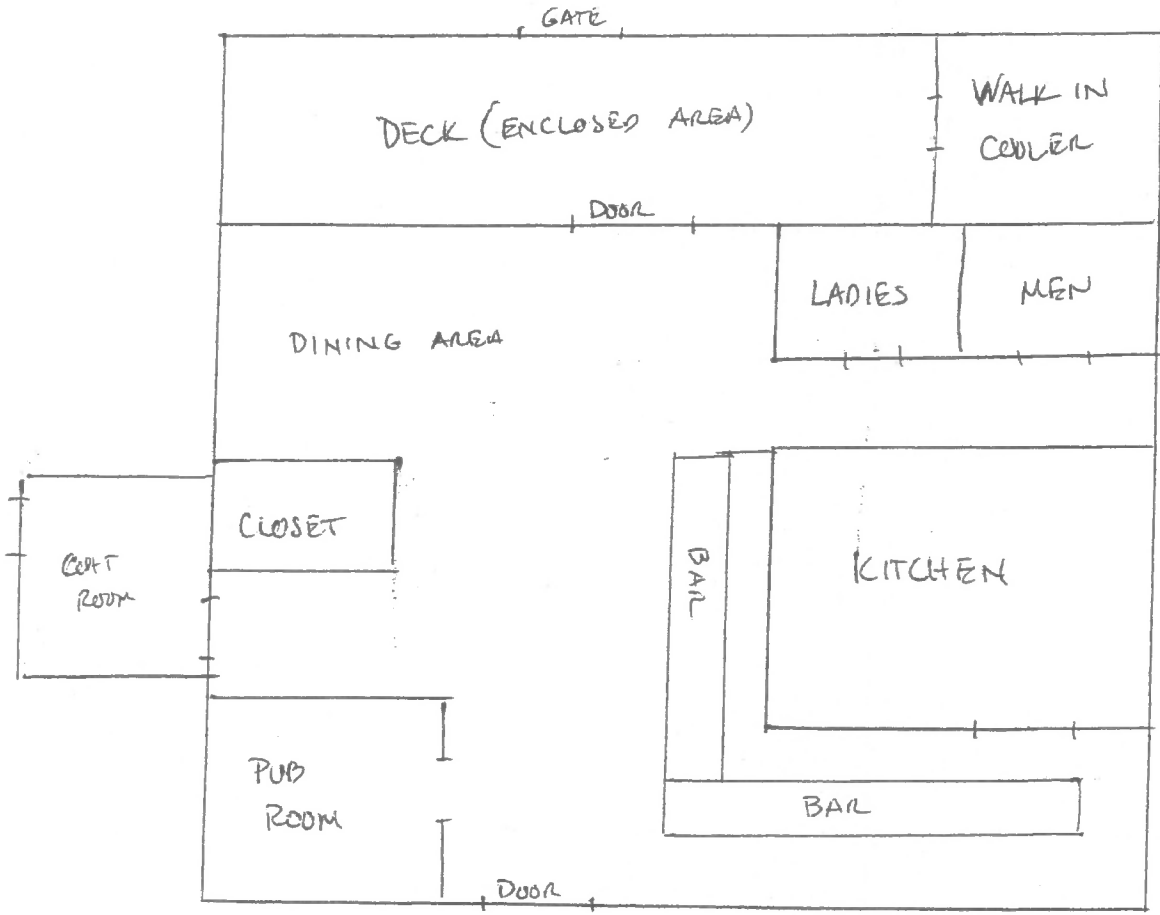 GATE
DECK (ENCLOSED AREA)
WALK IN
COOLER
DOOR
LADIES
MEN
DINING AREA
CLOSET
COAT
ROOM
BAR
KITCHEN
PUB
ROOM
BAR
DOOR